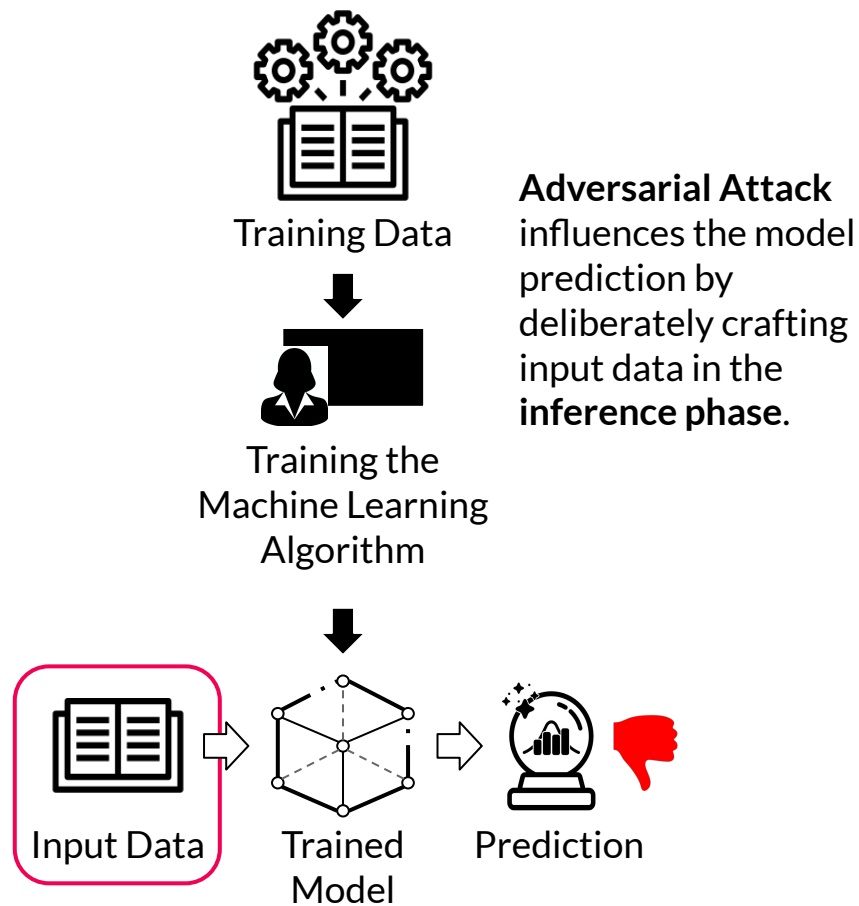 Training Data
Adversarial Attack
influences the model
prediction by
deliberately crafting
input data in the
inference phase.
Training the
Machine Learning
Algorithm
Input Data
Trained
Model
Prediction